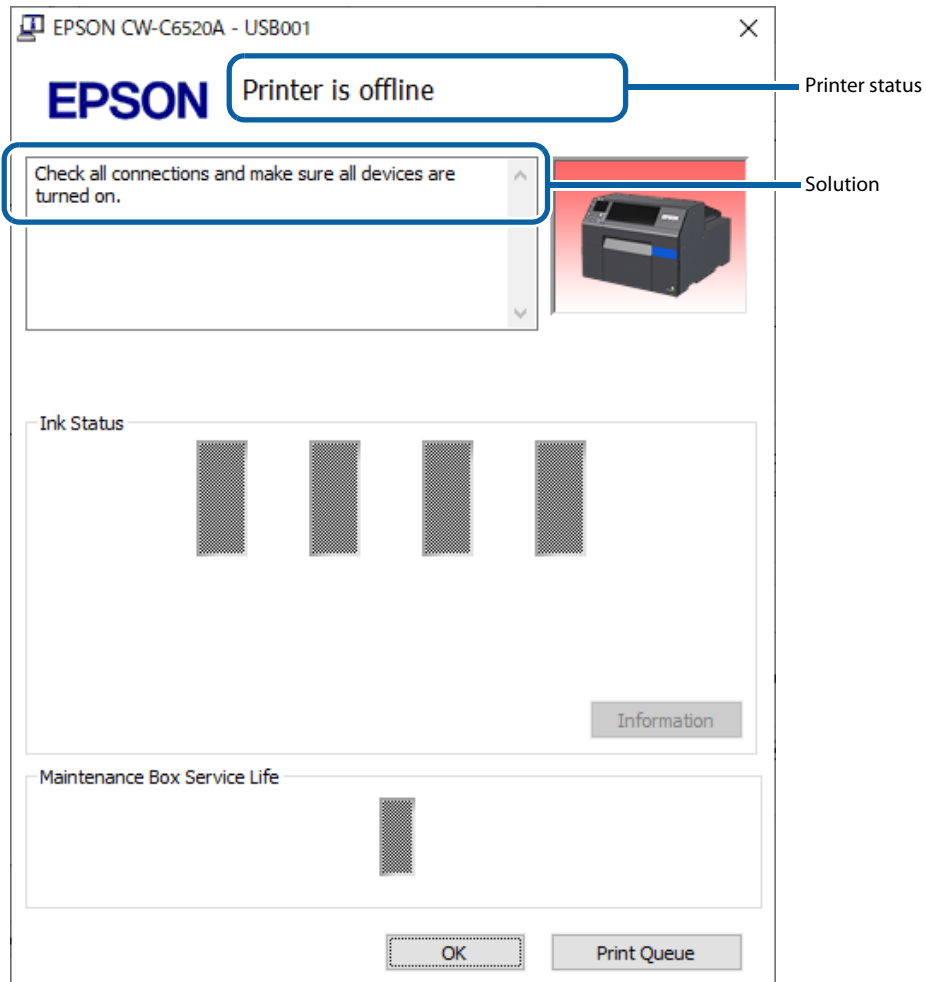 EPSON CW-C6520A - USB001
EPSON
Printer is offline
Printer status
Check all connections and make sure all devices are
turned on.
Solution
Ink Status
Information
Maintenance Box Service Life
OK
Print Queue